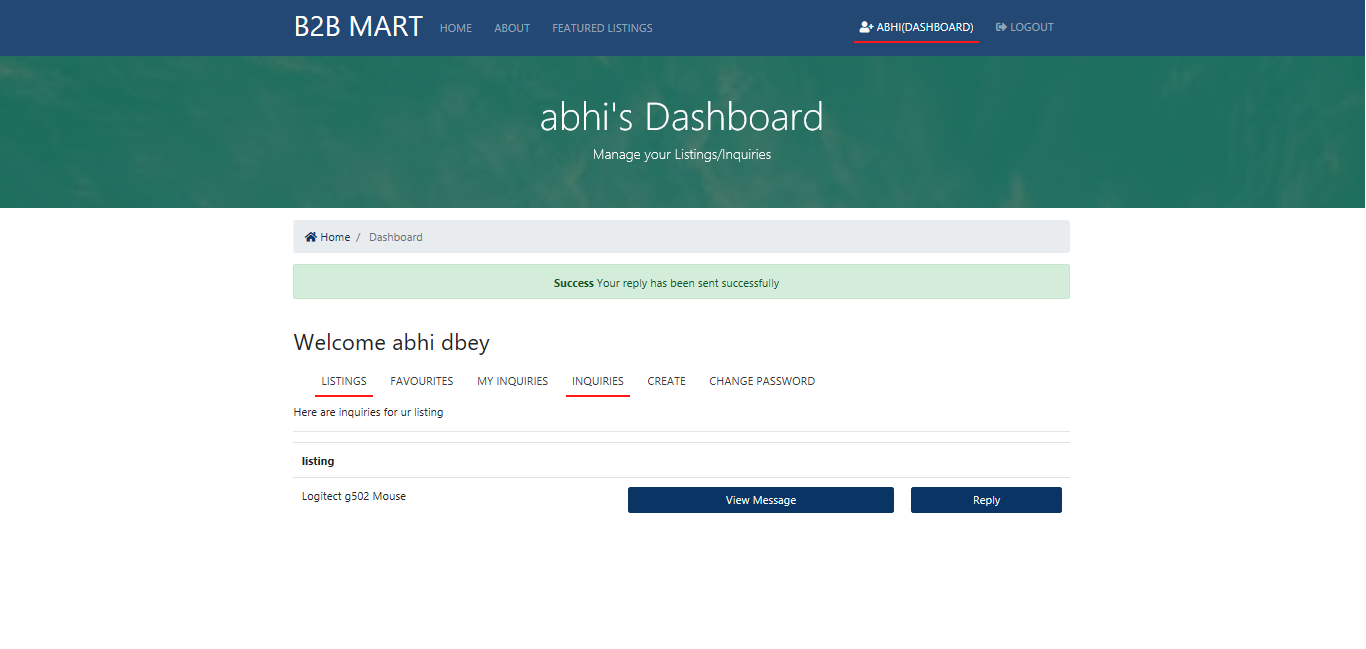 B2B MART HOME ABOUT FEATURED LISTINGS ABHI(DASHBOARD) LOGOUT
abhi's Dashboard
Manage your Listings/Inquiries
Home / Dashboard
Success Your reply has been sent successfully
Welcome abhi dbey
LISTINGS FAVOURITES MY INQUIRIES INQUIRIES CREATE CHANGE PASSWORD
Here are inquiries for ur listing
listing
Logitect g502 Mouse View Message Reply